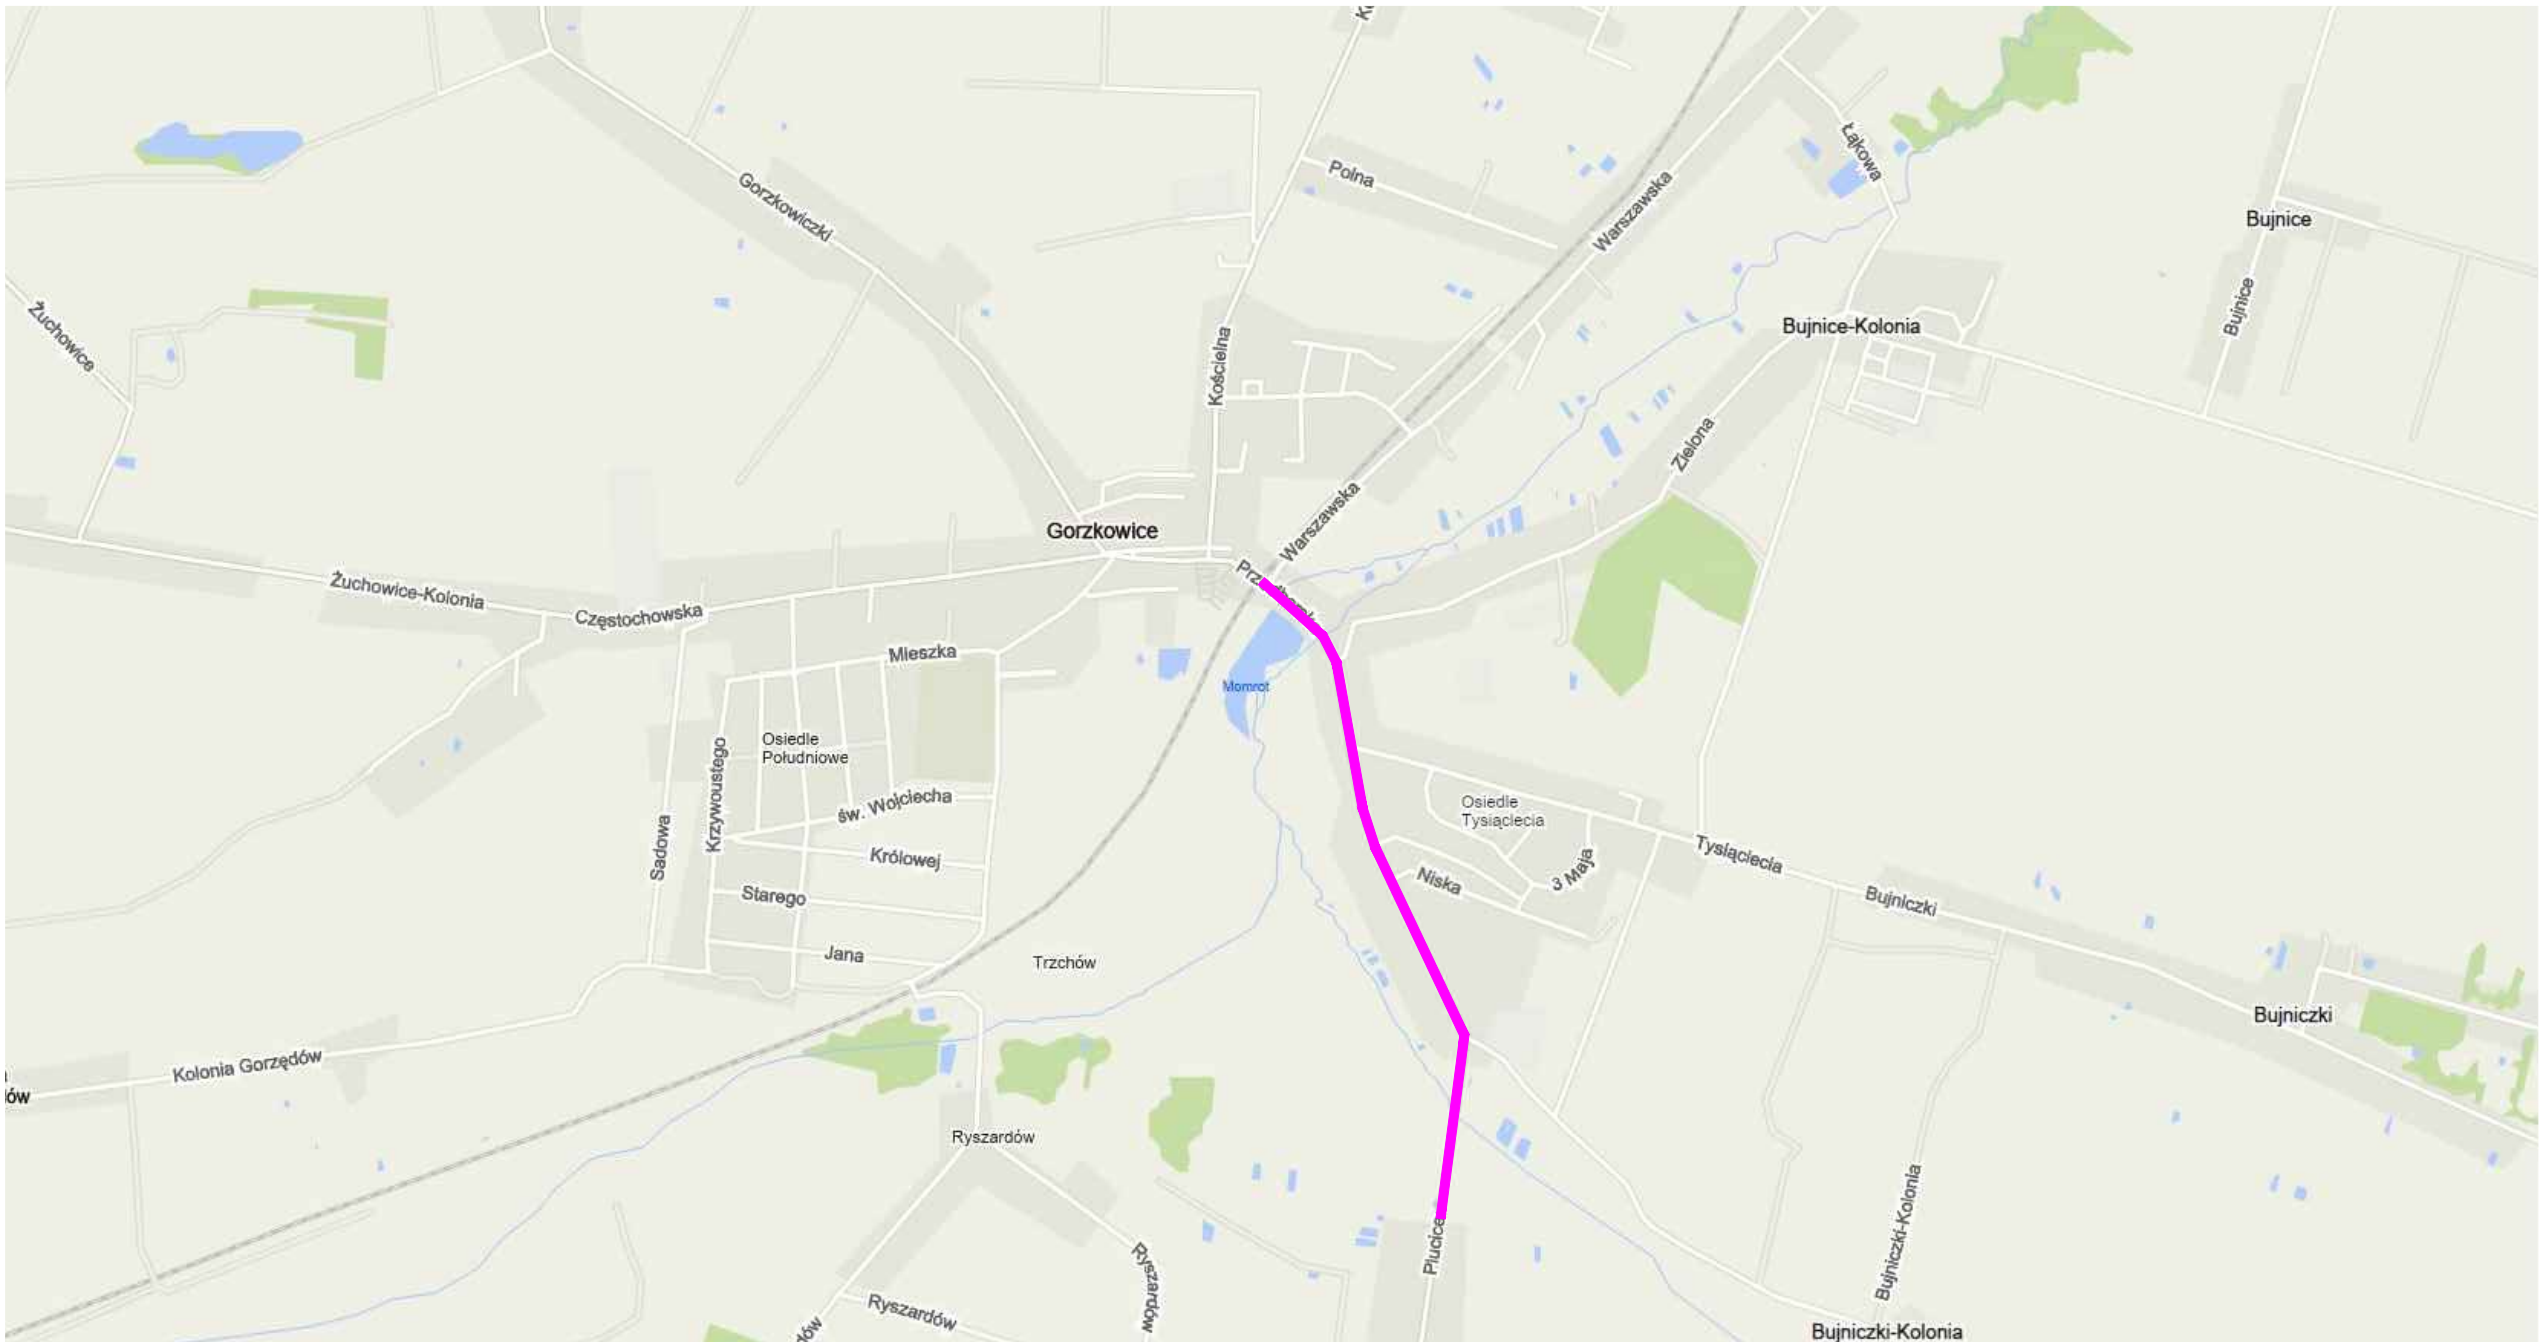 Łąkowa
Polna
Gorzkowiczki
Warszawska
Bujnice
Bujnice
Żuchowice
Bujnice-Kolonia
Kościelna
Zielona
Gorzkowice
Warszawska
Żuchowice-Kolonia
Częstochowska
Mieszka
Momrot
Osiedle
Południowe
Krzywoustego
św. Wojciecha
Osiedle
Tysiąclecia
Sadowa
Królowej
Tysiąclecia
3 Maja
Niska
Starego
Bujniczki
Jana
Trzchów
Bujniczki
Kolonia Gorzędów
ów
Ryszardów
Plucice
Bujniczki-Kolonia
Ryszardów
Ryszardów
dów
Bujniczki-Kolonia